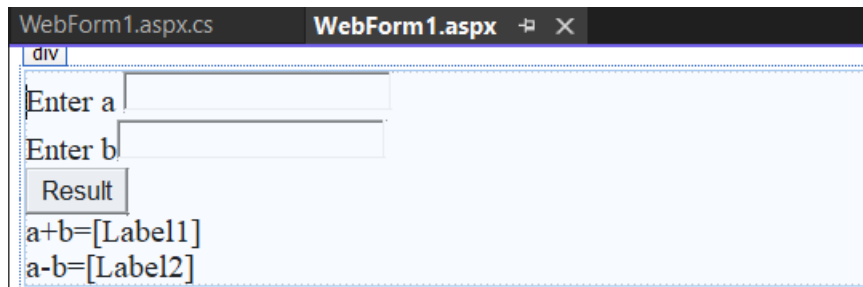 WebForm1.aspx.cs WebForm1.aspx
div
Enter a
Enter b
Result
a+b=[Label1]
a-b=[Label2]